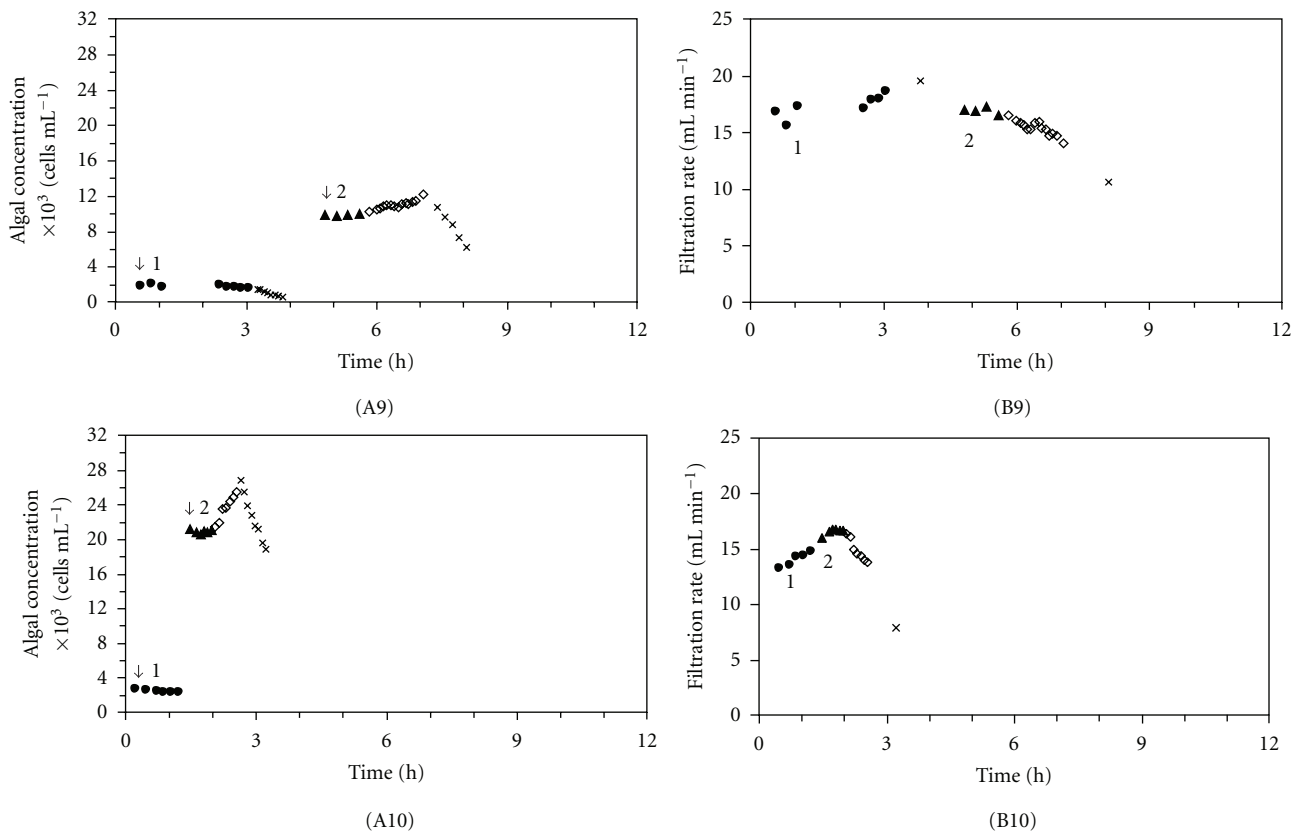 32
28
24
20
16
12
8
4
0
Algal concentration
×10³ (cells mL⁻¹)
↓ 1
↓ 2
0 3 6 9 12
Time (h)
(A9)
25
20
15
10
5
0
Filtration rate (mL min⁻¹)
1
2
0 3 6 9 12
Time (h)
(B9)
32
28
24
20
16
12
8
4
0
Algal concentration
×10³ (cells mL⁻¹)
↓ 2
↓ 1
0 3 6 9 12
Time (h)
(A10)
25
20
15
10
5
0
Filtration rate (mL min⁻¹)
1
2
0 3 6 9 12
Time (h)
(B10)